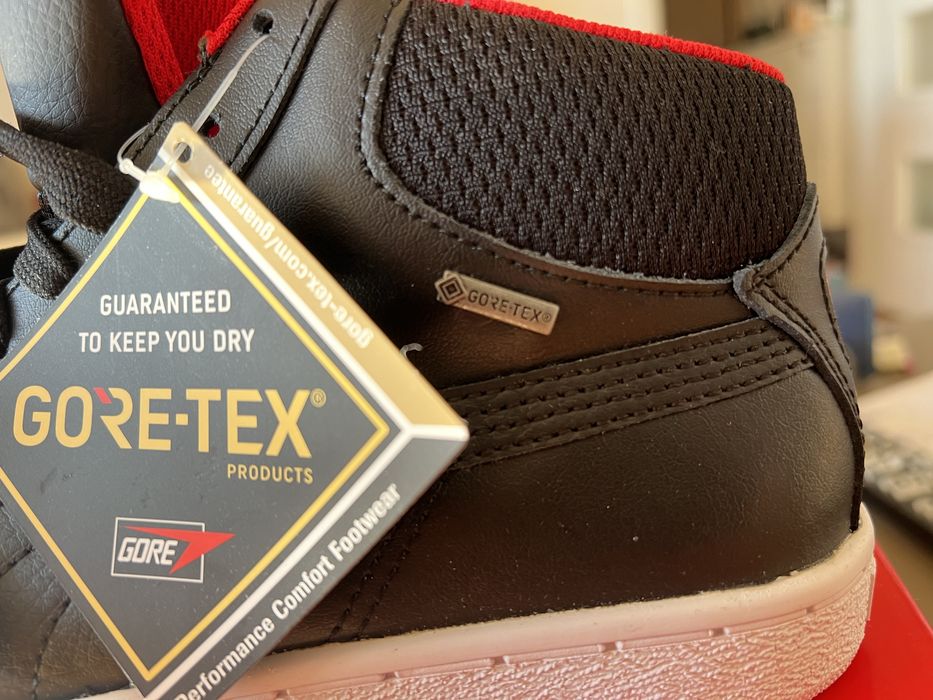 gore-tex.com/guarantee
GUARANTEED
TO KEEP YOU DRY
GORE-TEX®
PRODUCTS
GORE
Performance Comfort Footwear
GORE-TEX®